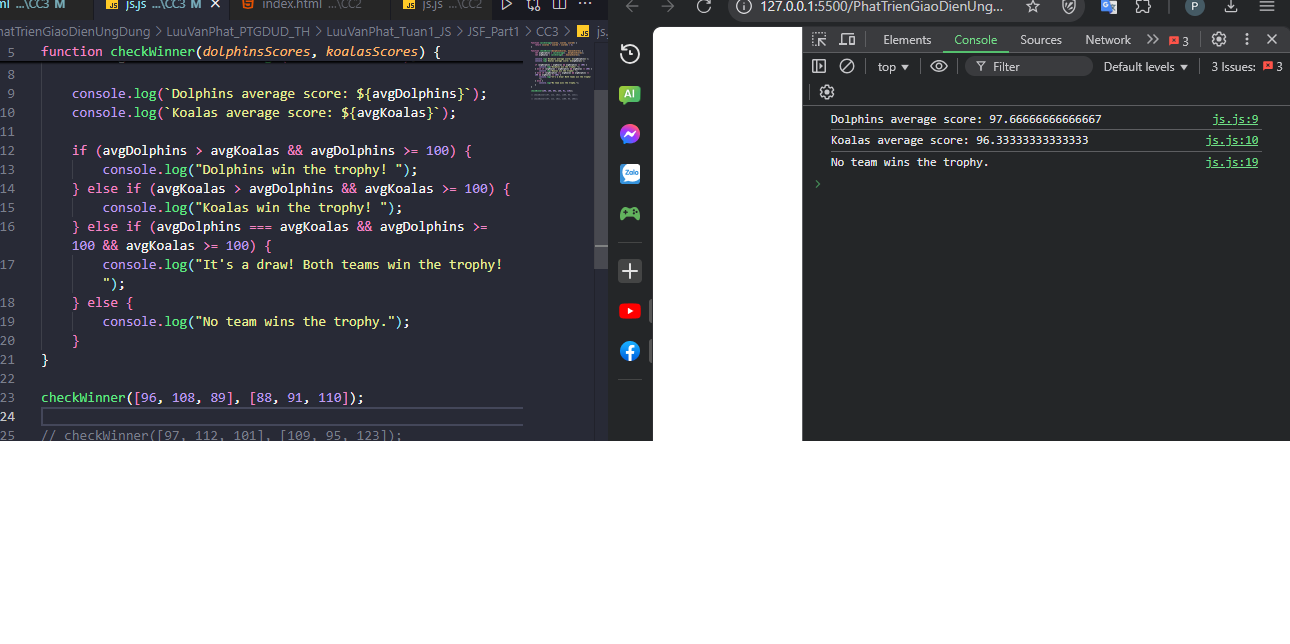 ml ...\CC3 M js.js ...\CC3 M index.html ...\CC2 js.js ...\CC2
hatTrienGiaoDienUngDung > LuuVanPhat_PTGDUD_TH > LuuVanPhat_Tuan1_JS > JSF_Part1 > CC3 > js.
5 function checkWinner(dolphinsScores, koalasScores) {
8
9 console.log(`Dolphins average score: ${avgDolphins}`);
10 console.log(`Koalas average score: ${avgKoalas}`);
11
12 if (avgDolphins > avgKoalas && avgDolphins >= 100) {
13 console.log("Dolphins win the trophy! ");
14 } else if (avgKoalas > avgDolphins && avgKoalas >= 100) {
15 console.log("Koalas win the trophy! ");
16 } else if (avgDolphins === avgKoalas && avgDolphins >=
100 && avgKoalas >= 100) {
17 console.log("It's a draw! Both teams win the trophy!
");
18 } else {
19 console.log("No team wins the trophy.");
20 }
21 }
22
23 checkWinner([96, 108, 89], [88, 91, 110]);
24
25 // checkWinner([97, 112, 101], [109, 95, 123]);
AI
Zalo
127.0.0.1:5500/PhatTrienGiaoDienUng...
P
Elements Console Sources Network 3
top Filter Default levels 3 Issues: 3
Dolphins average score: 97.66666666666667 js.js:9
Koalas average score: 96.33333333333333 js.js:10
No team wins the trophy. js.js:19